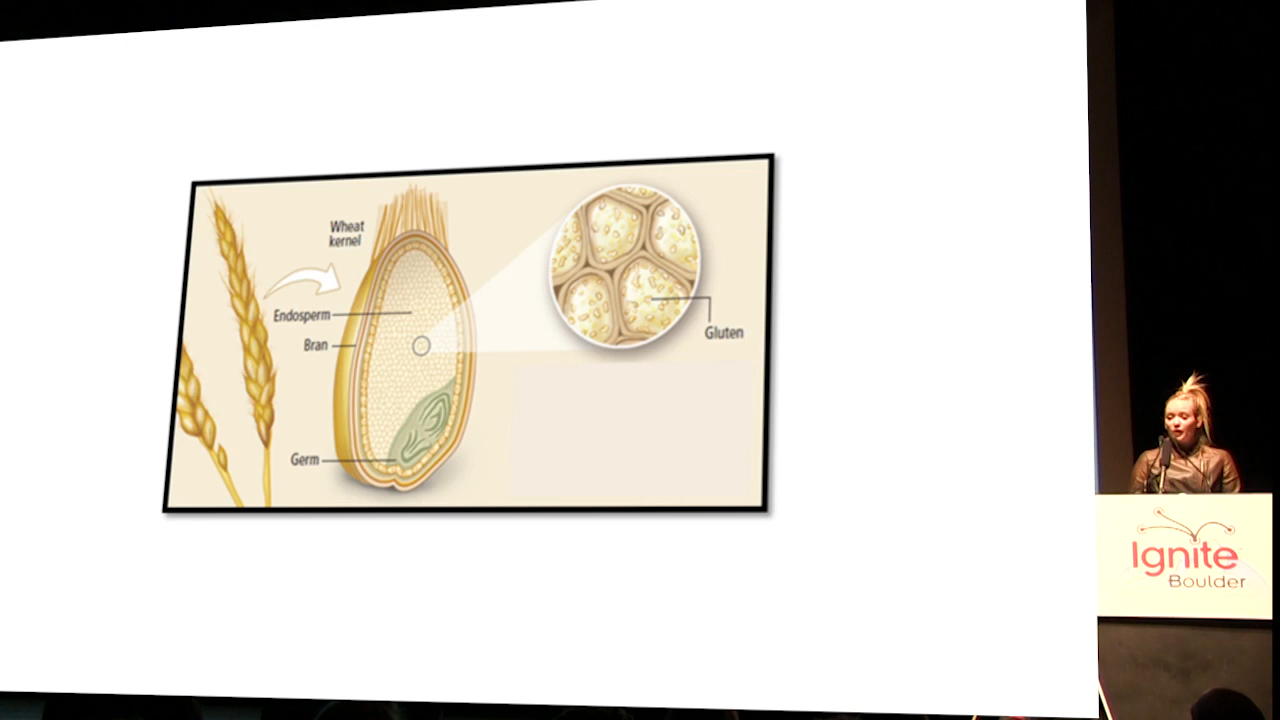 Wheat
kernel
Endosperm
Bran
Germ
Gluten
Ignite
Boulder